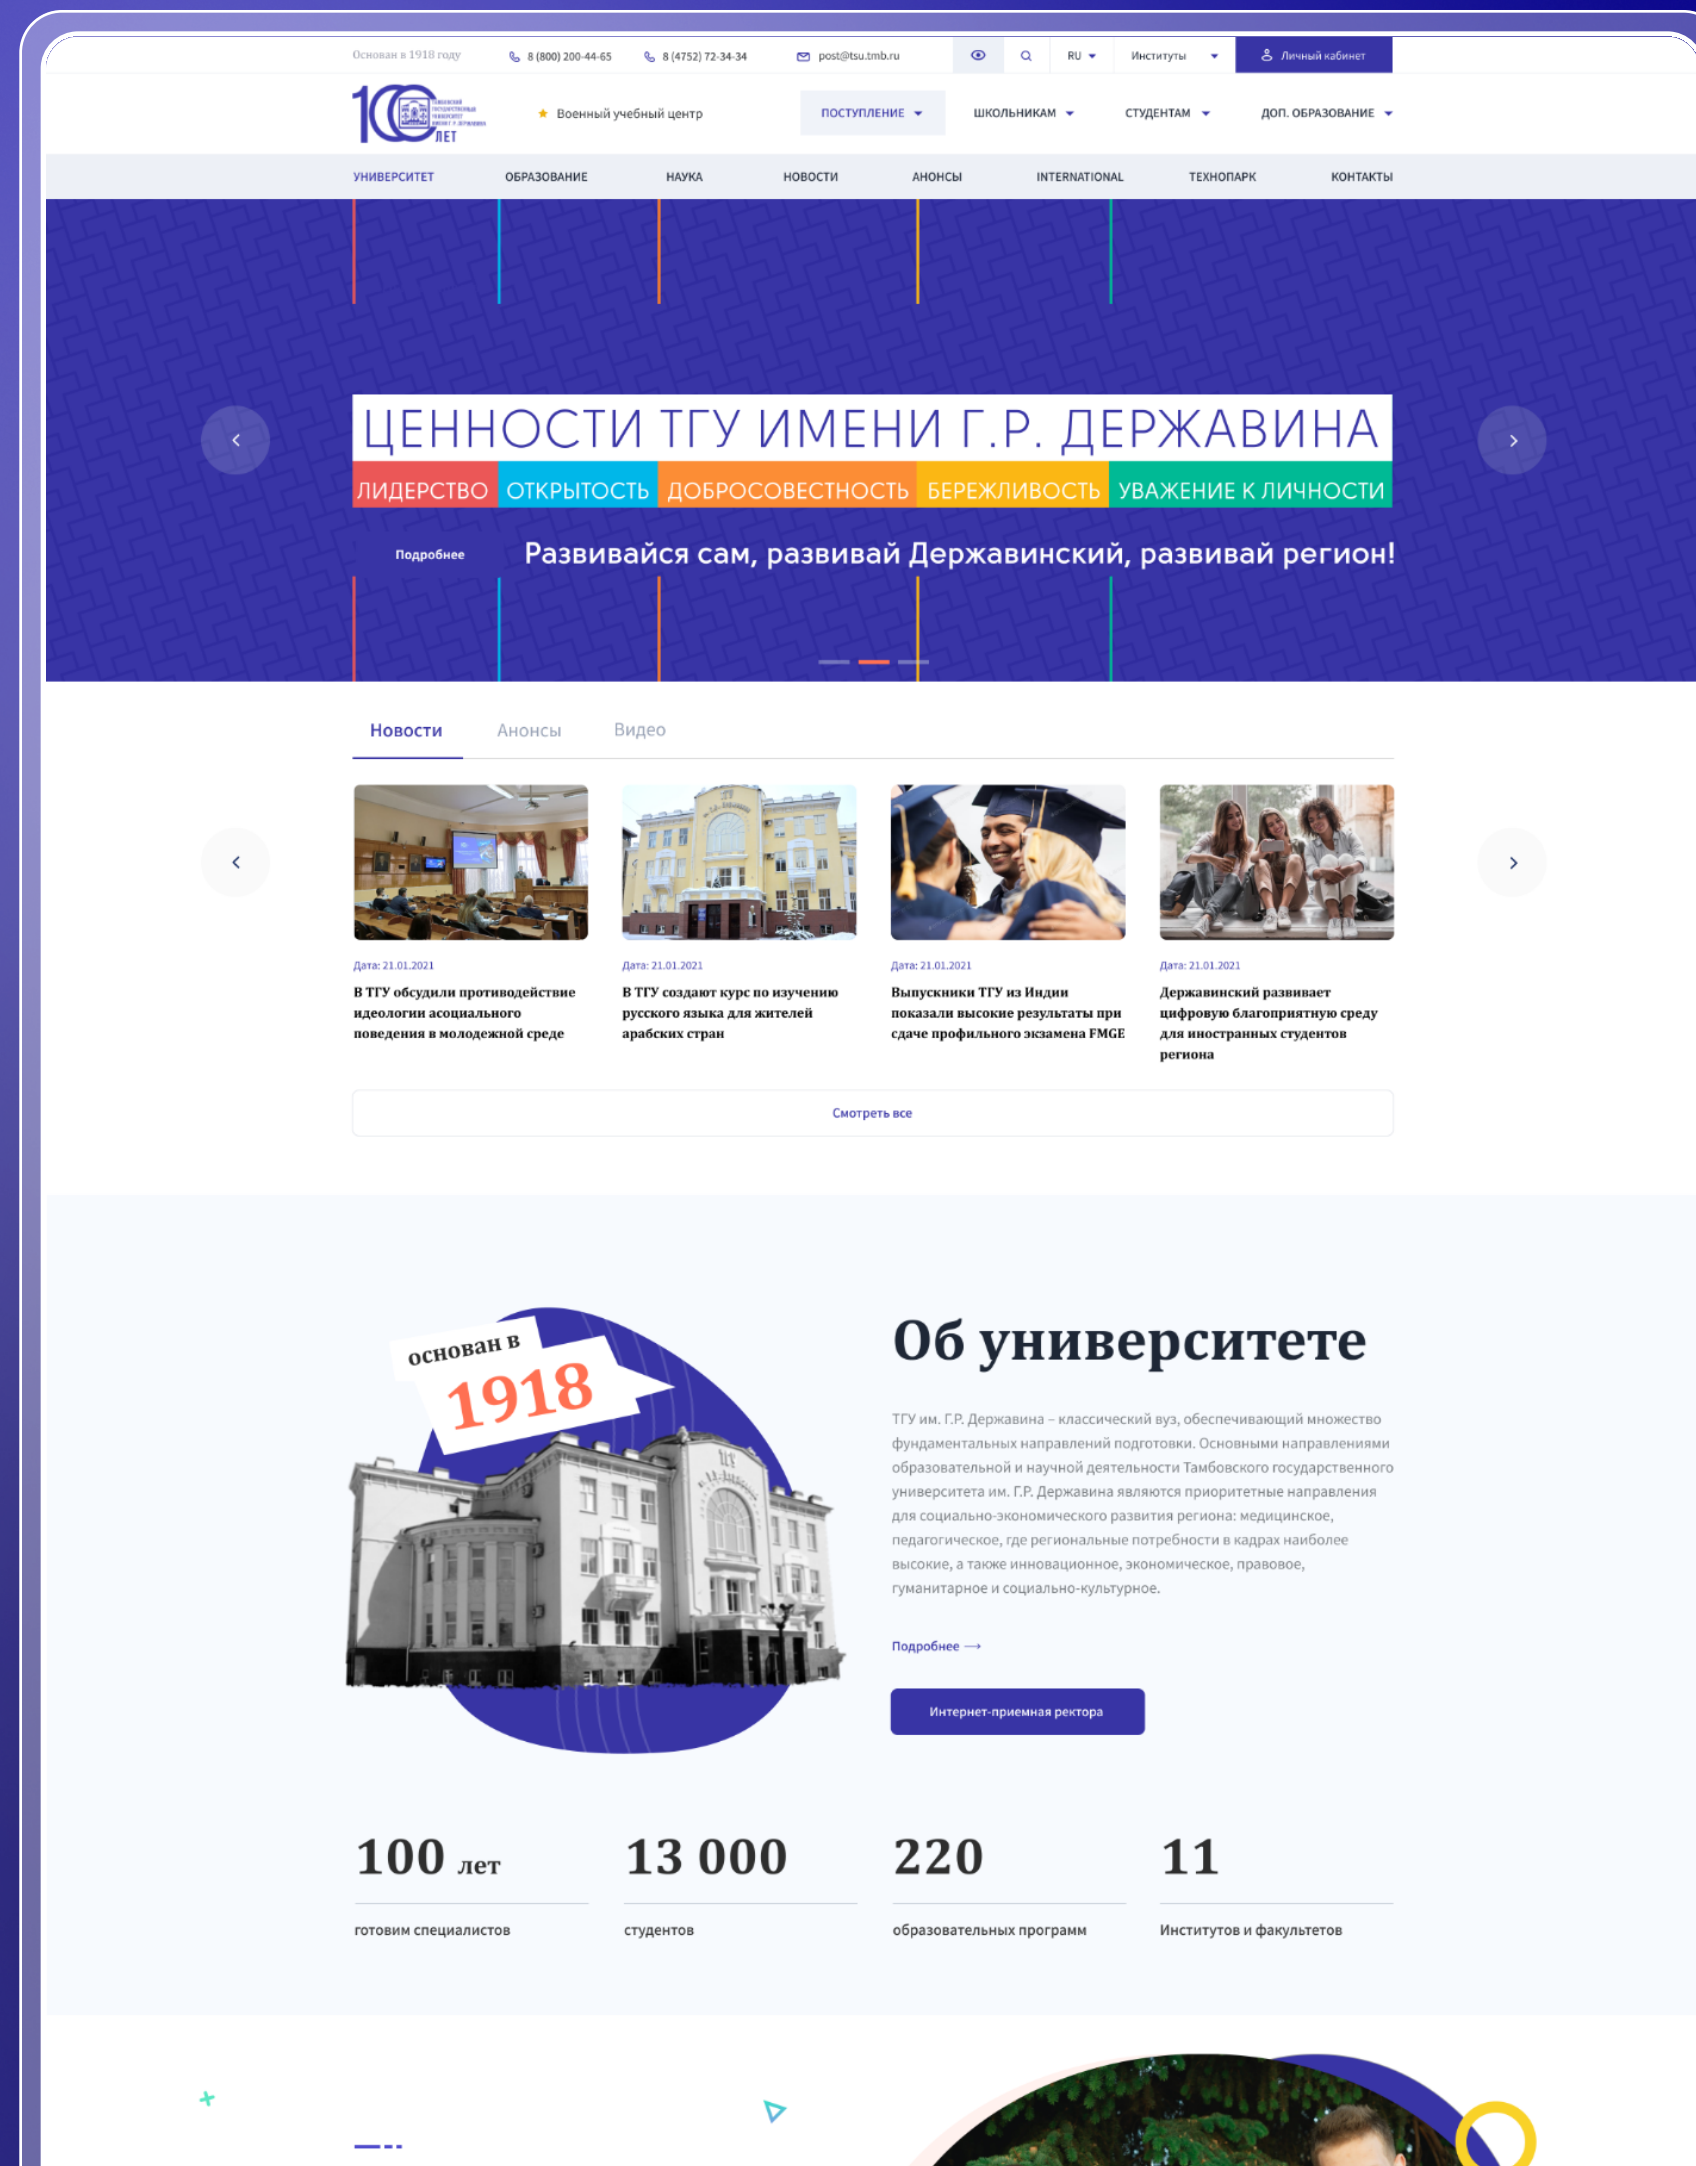 Основан в 1918 году
8 (800) 200-44-65
8 (4752) 72-34-34
post@tsu.tmb.ru
RU
Институты
Личный кабинет
100
ТАМБОВСКИЙ
ГОСУДАРСТВЕННЫЙ
УНИВЕРСИТЕТ
ИМЕНИ Г. Р. ДЕРЖАВИНА
ЛЕТ
Военный учебный центр
ПОСТУПЛЕНИЕ
ШКОЛЬНИКАМ
СТУДЕНТАМ
ДОП. ОБРАЗОВАНИЕ
УНИВЕРСИТЕТ
ОБРАЗОВАНИЕ
НАУКА
НОВОСТИ
АНОНСЫ
INTERNATIONAL
ТЕХНОПАРК
КОНТАКТЫ
ЦЕННОСТИ ТГУ ИМЕНИ Г.Р. ДЕРЖАВИНА
ЛИДЕРСТВО ОТКРЫТОСТЬ ДОБРОСОВЕСТНОСТЬ БЕРЕЖЛИВОСТЬ УВАЖЕНИЕ К ЛИЧНОСТИ
Подробнее
Развивайся сам, развивай Державинский, развивай регион!
Новости
Анонсы
Видео
Дата: 21.01.2021
В ТГУ обсудили противодействие
идеологии асоциального
поведения в молодежной среде
Дата: 21.01.2021
В ТГУ создают курс по изучению
русского языка для жителей
арабских стран
Дата: 21.01.2021
Выпускники ТГУ из Индии
показали высокие результаты при
сдаче профильного экзамена FMGE
Дата: 21.01.2021
Державинский развивает
цифровую благоприятную среду
для иностранных студентов
региона
Смотреть все
основан в
1918
ТГУ
Об университете
ТГУ им. Г.Р. Державина – классический вуз, обеспечивающий множество
фундаментальных направлений подготовки. Основными направлениями
образовательной и научной деятельности Тамбовского государственного
университета им. Г.Р. Державина являются приоритетные направления
для социально-экономического развития региона: медицинское,
педагогическое, где региональные потребности в кадрах наиболее
высокие, а также инновационное, экономическое, правовое,
гуманитарное и социально-культурное.
Подробнее
Интернет-приемная ректора
100 лет
готовим специалистов
13 000
студентов
220
образовательных программ
11
Институтов и факультетов